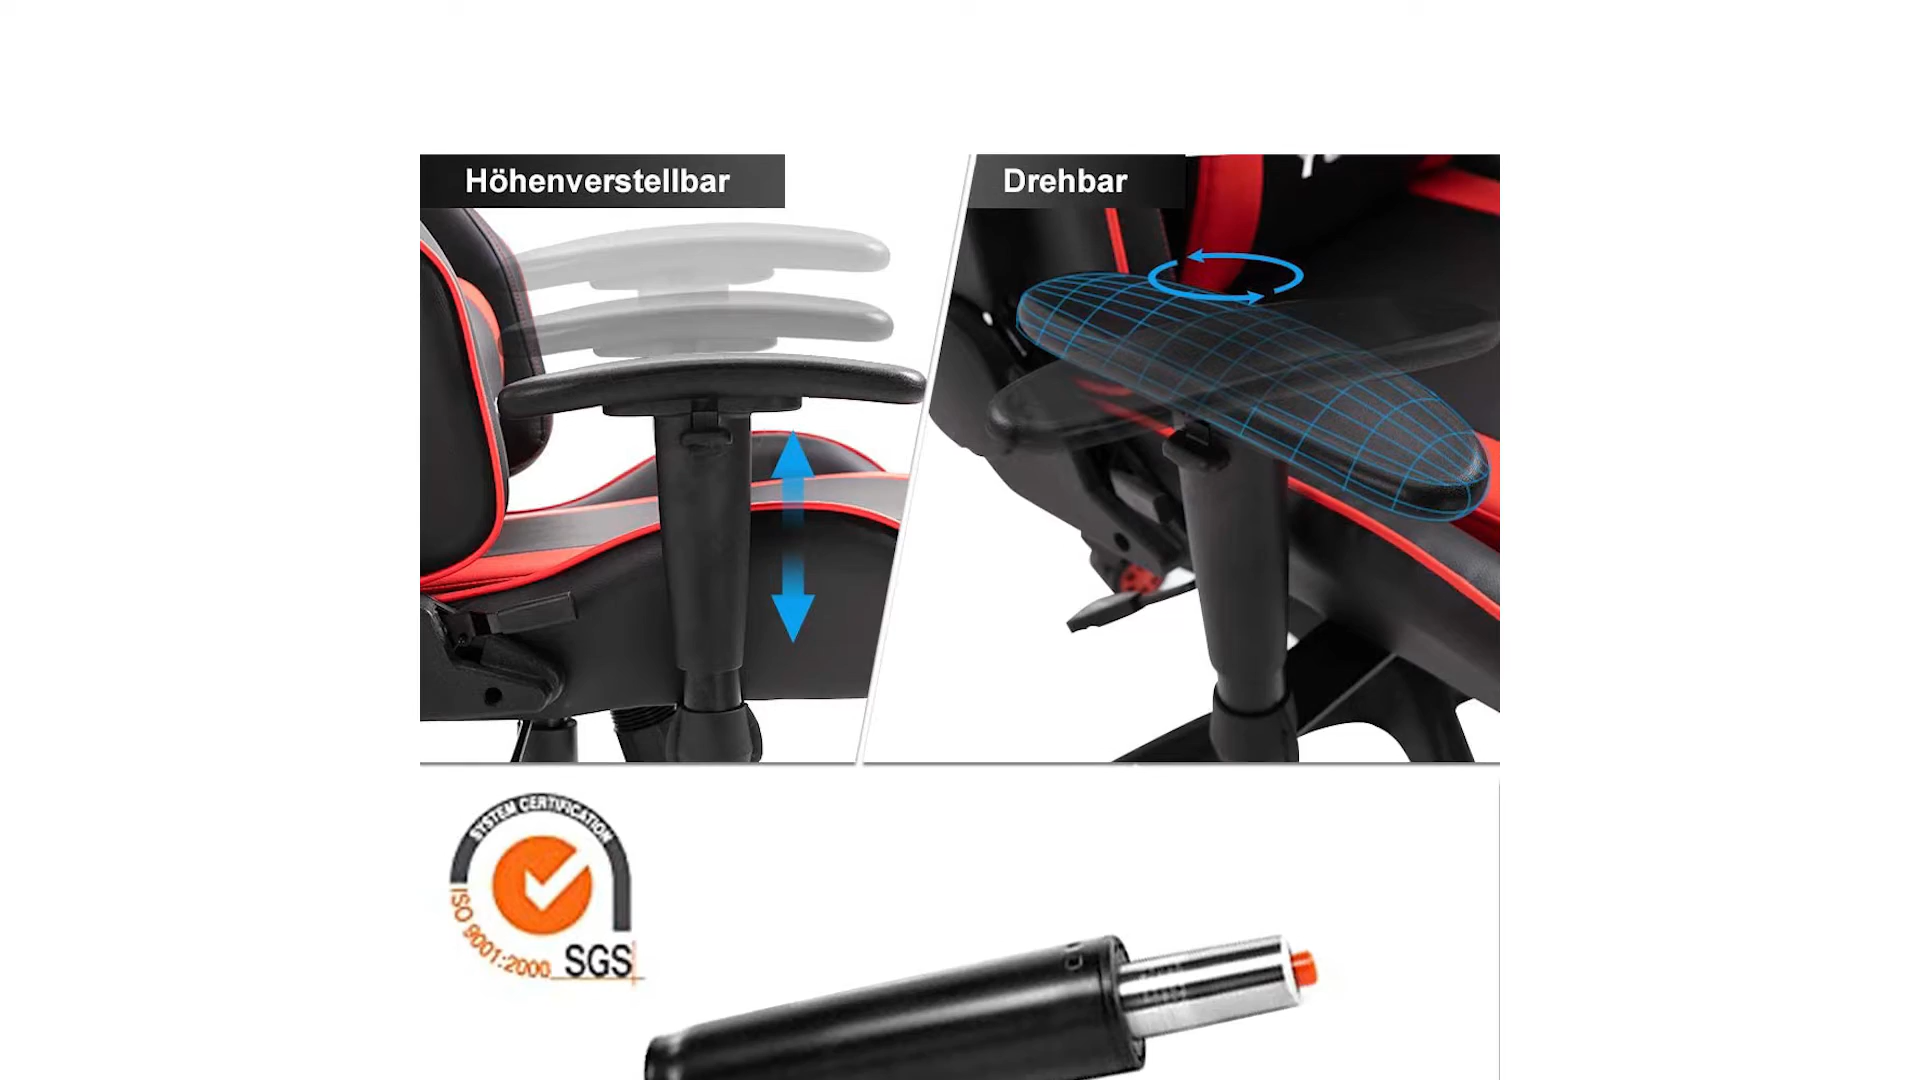 Höhenverstellbar
Drehbar
SYSTEM CERTIFICATION
ISO 9001:2000
SGS